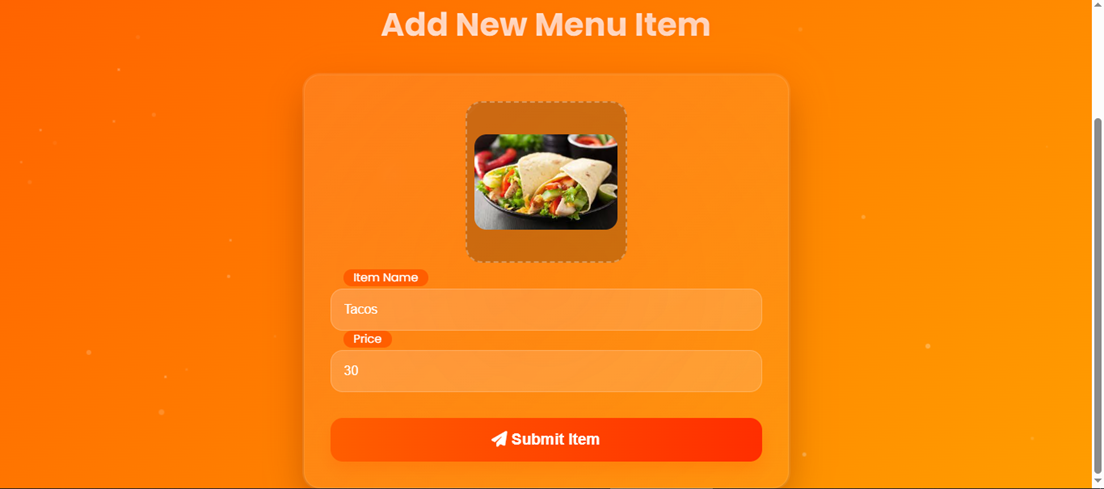 Add New Menu Item
Item Name
Tacos
Price
30
Submit Item